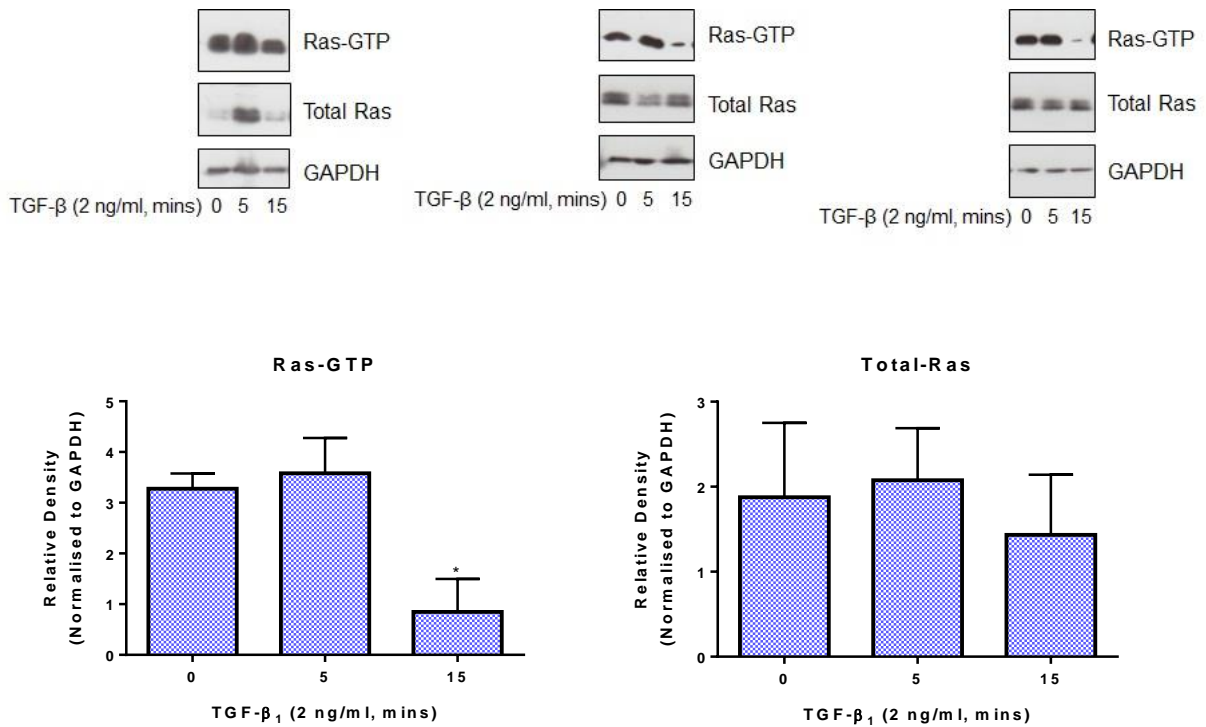 Ras-GTP
Total Ras
GAPDH
TGF-β (2 ng/ml, mins) 0 5 15
Ras-GTP
Total Ras
GAPDH
TGF-β (2 ng/ml, mins) 0 5 15
Ras-GTP
Total Ras
GAPDH
TGF-β (2 ng/ml, mins) 0 5 15
Ras-GTP
Relative Density
(Normalised to GAPDH)
5
4
3
2
1
0
*
0 5 15
TGF-β1 (2 ng/ml, mins)
Total-Ras
Relative Density
(Normalised to GAPDH)
3
2
1
0
0 5 15
TGF-β1 (2 ng/ml, mins)